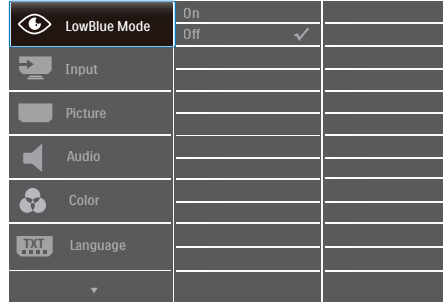 LowBlue Mode
On
Off
Input
Picture
Audio
Color
TXT
Language